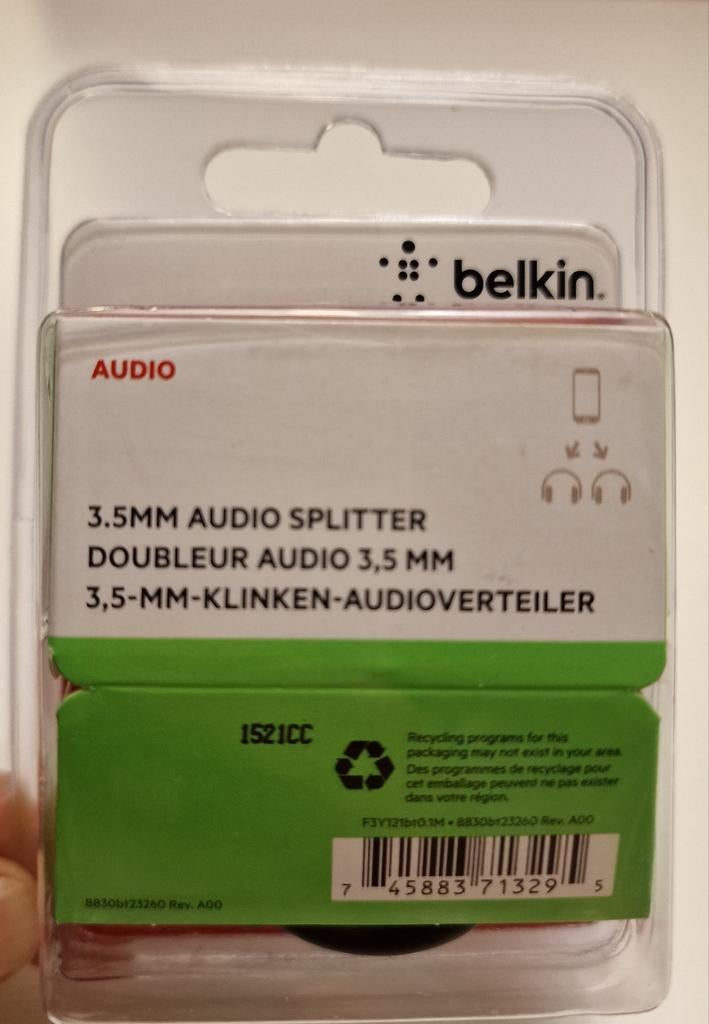 belkin.
AUDIO
3.5MM AUDIO SPLITTER
DOUBLEUR AUDIO 3,5 MM
3,5-MM-KLINKEN-AUDIOVERTEILER
1521CC
Recycling programs for this
packaging may not exist in your area.
Des programmes de recyclage pour
cet emballage peuvent ne pas exister
dans votre région.
F3Y121bt0.1M • 8830bt23260 Rev. A00
7 45883 71329 5
8830bt23260 Rev. A00